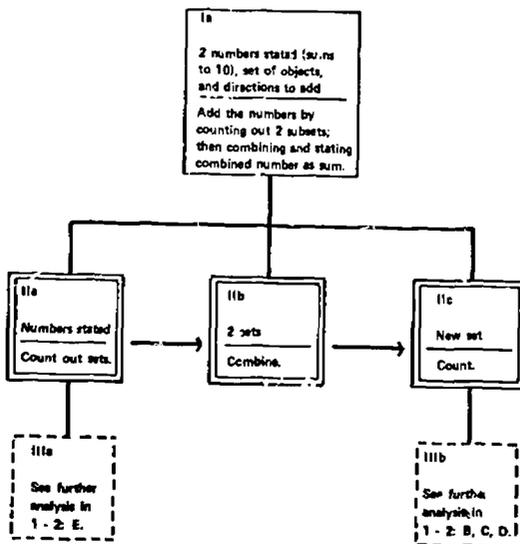 Ia
2 numbers stated (sums
to 10), set of objects,
and directions to add
Add the numbers by
counting out 2 subsets;
then combining and stating
combined number as sum.
IIa
Numbers stated
Count out sets.
IIb
2 sets
Combine.
IIc
New set
Count.
IIIa
See further
analysis in
1 - 2: E.
IIIb
See further
analysis in
1 - 2: B, C, D.